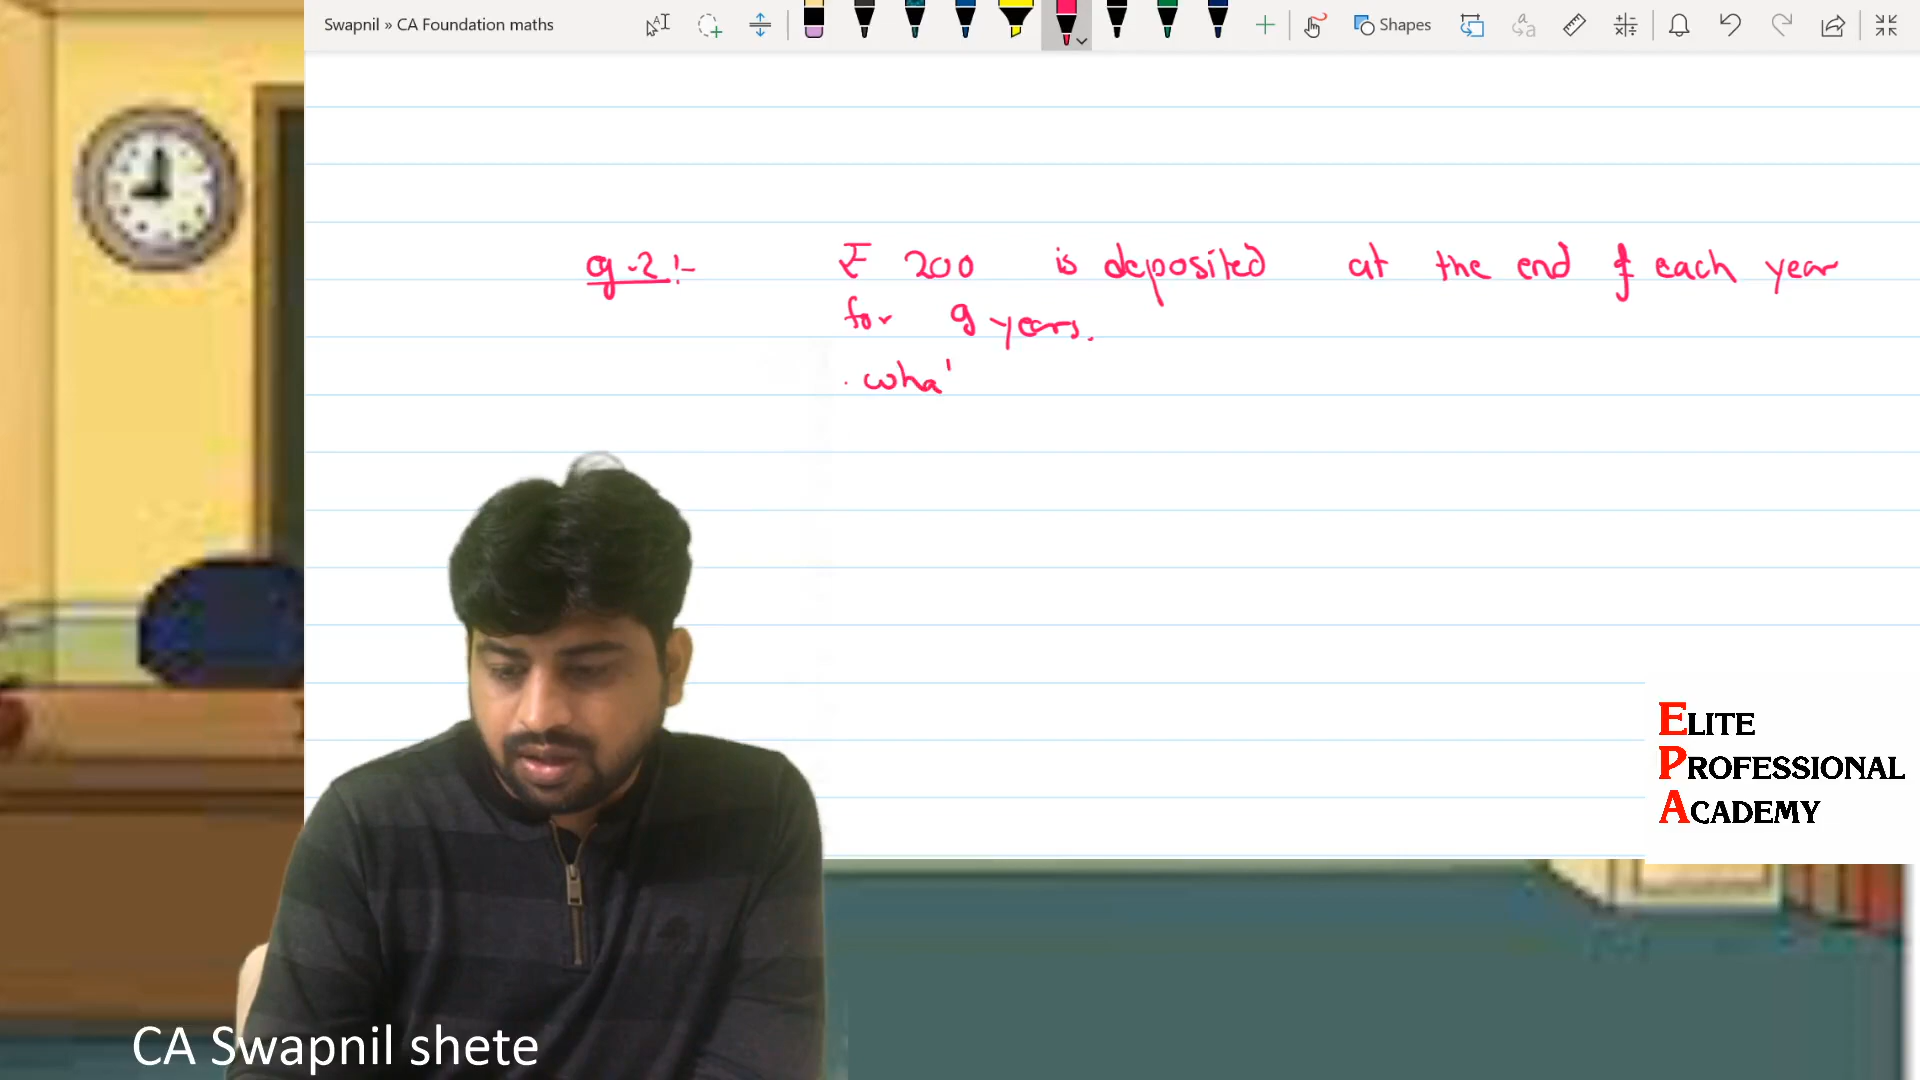 Swapnil » CA Foundation maths
Shapes
eg.2:- ₹ 200 is deposited at the end of each year
for 9 years.
. wha'
ELITE
PROFESSIONAL
ACADEMY
CA Swapnil shete